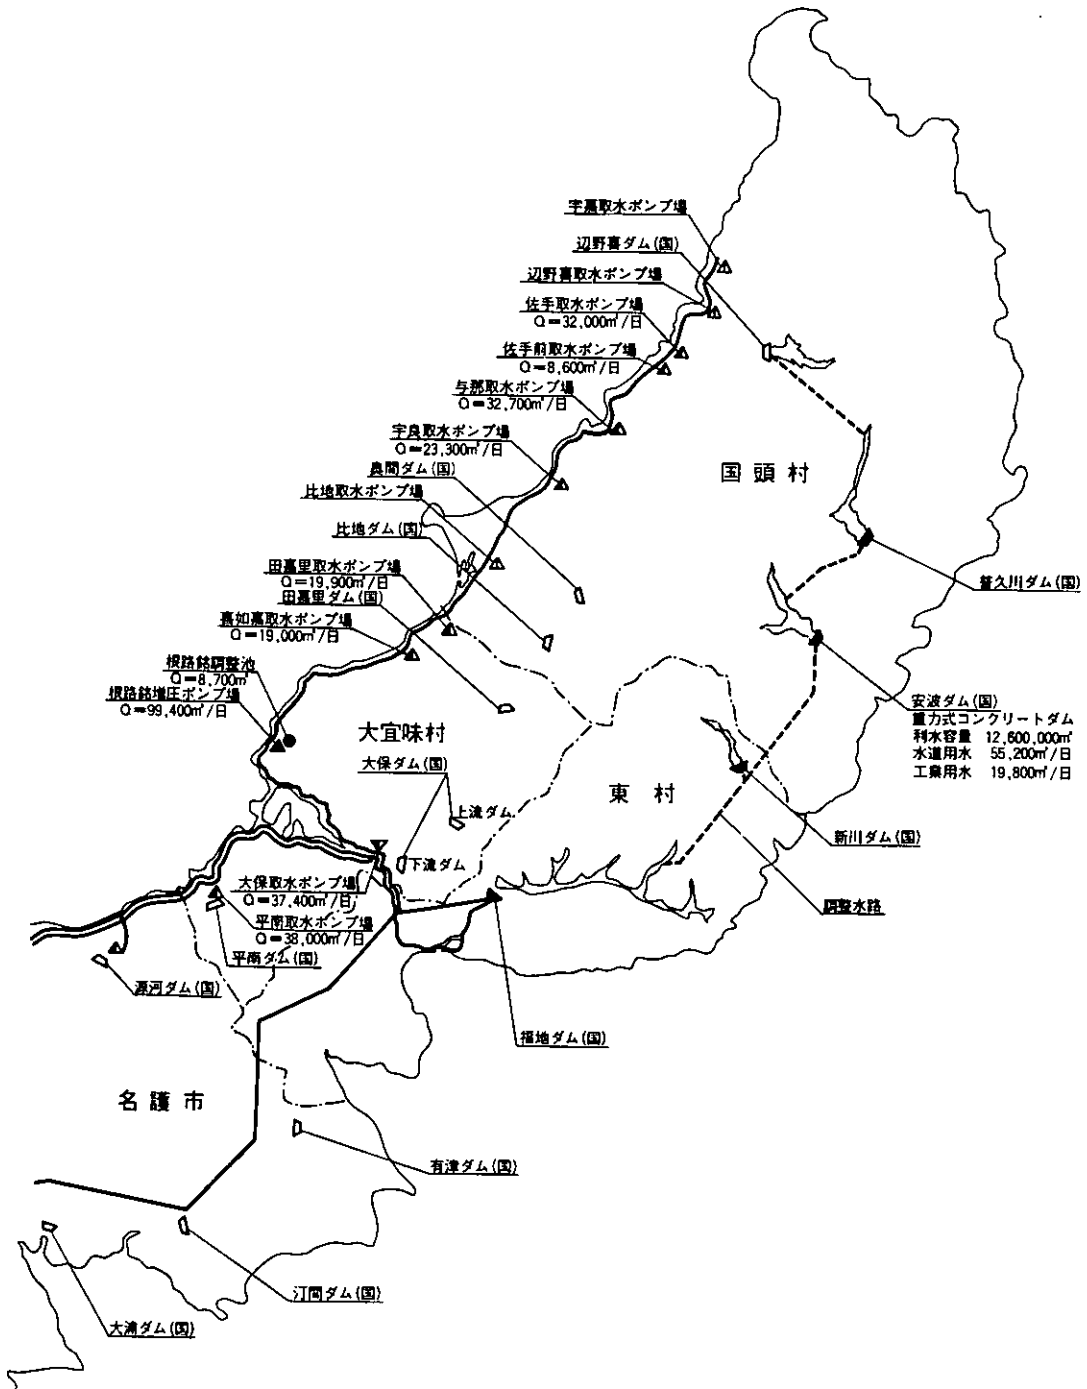 宇嘉取水ポンプ場
辺野喜ダム(国)
辺野喜取水ポンプ場
佐手取水ポンプ場
Q=32,000㎥/日
佐手前取水ポンプ場
Q=8,600㎥/日
与那取水ポンプ場
Q=32,700㎥/日
宇良取水ポンプ場
Q=23,300㎥/日
奥間ダム(国)
比地取水ポンプ場
比地ダム(国)
田嘉里取水ポンプ場
Q=19,900㎥/日
田嘉里ダム(国)
喜如嘉取水ポンプ場
Q=19,000㎥/日
根路銘調整池
Q=8,700㎥
根路銘増圧ポンプ場
Q=99,400㎥/日
国頭村
普久川ダム(国)
安波ダム(国)
重力式コンクリートダム
利水容量 12,600,000㎥
水道用水 55,200㎥/日
工業用水 19,800㎥/日
大宜味村
大保ダム(国)
上流ダム
下流ダム
東村
新川ダム(国)
調整水路
大保取水ポンプ場
Q=37,400㎥/日
平南取水ポンプ場
Q=38,000㎥/日
平南ダム(国)
源河ダム(国)
福地ダム(国)
名護市
有津ダム(国)
汀間ダム(国)
大浦ダム(国)